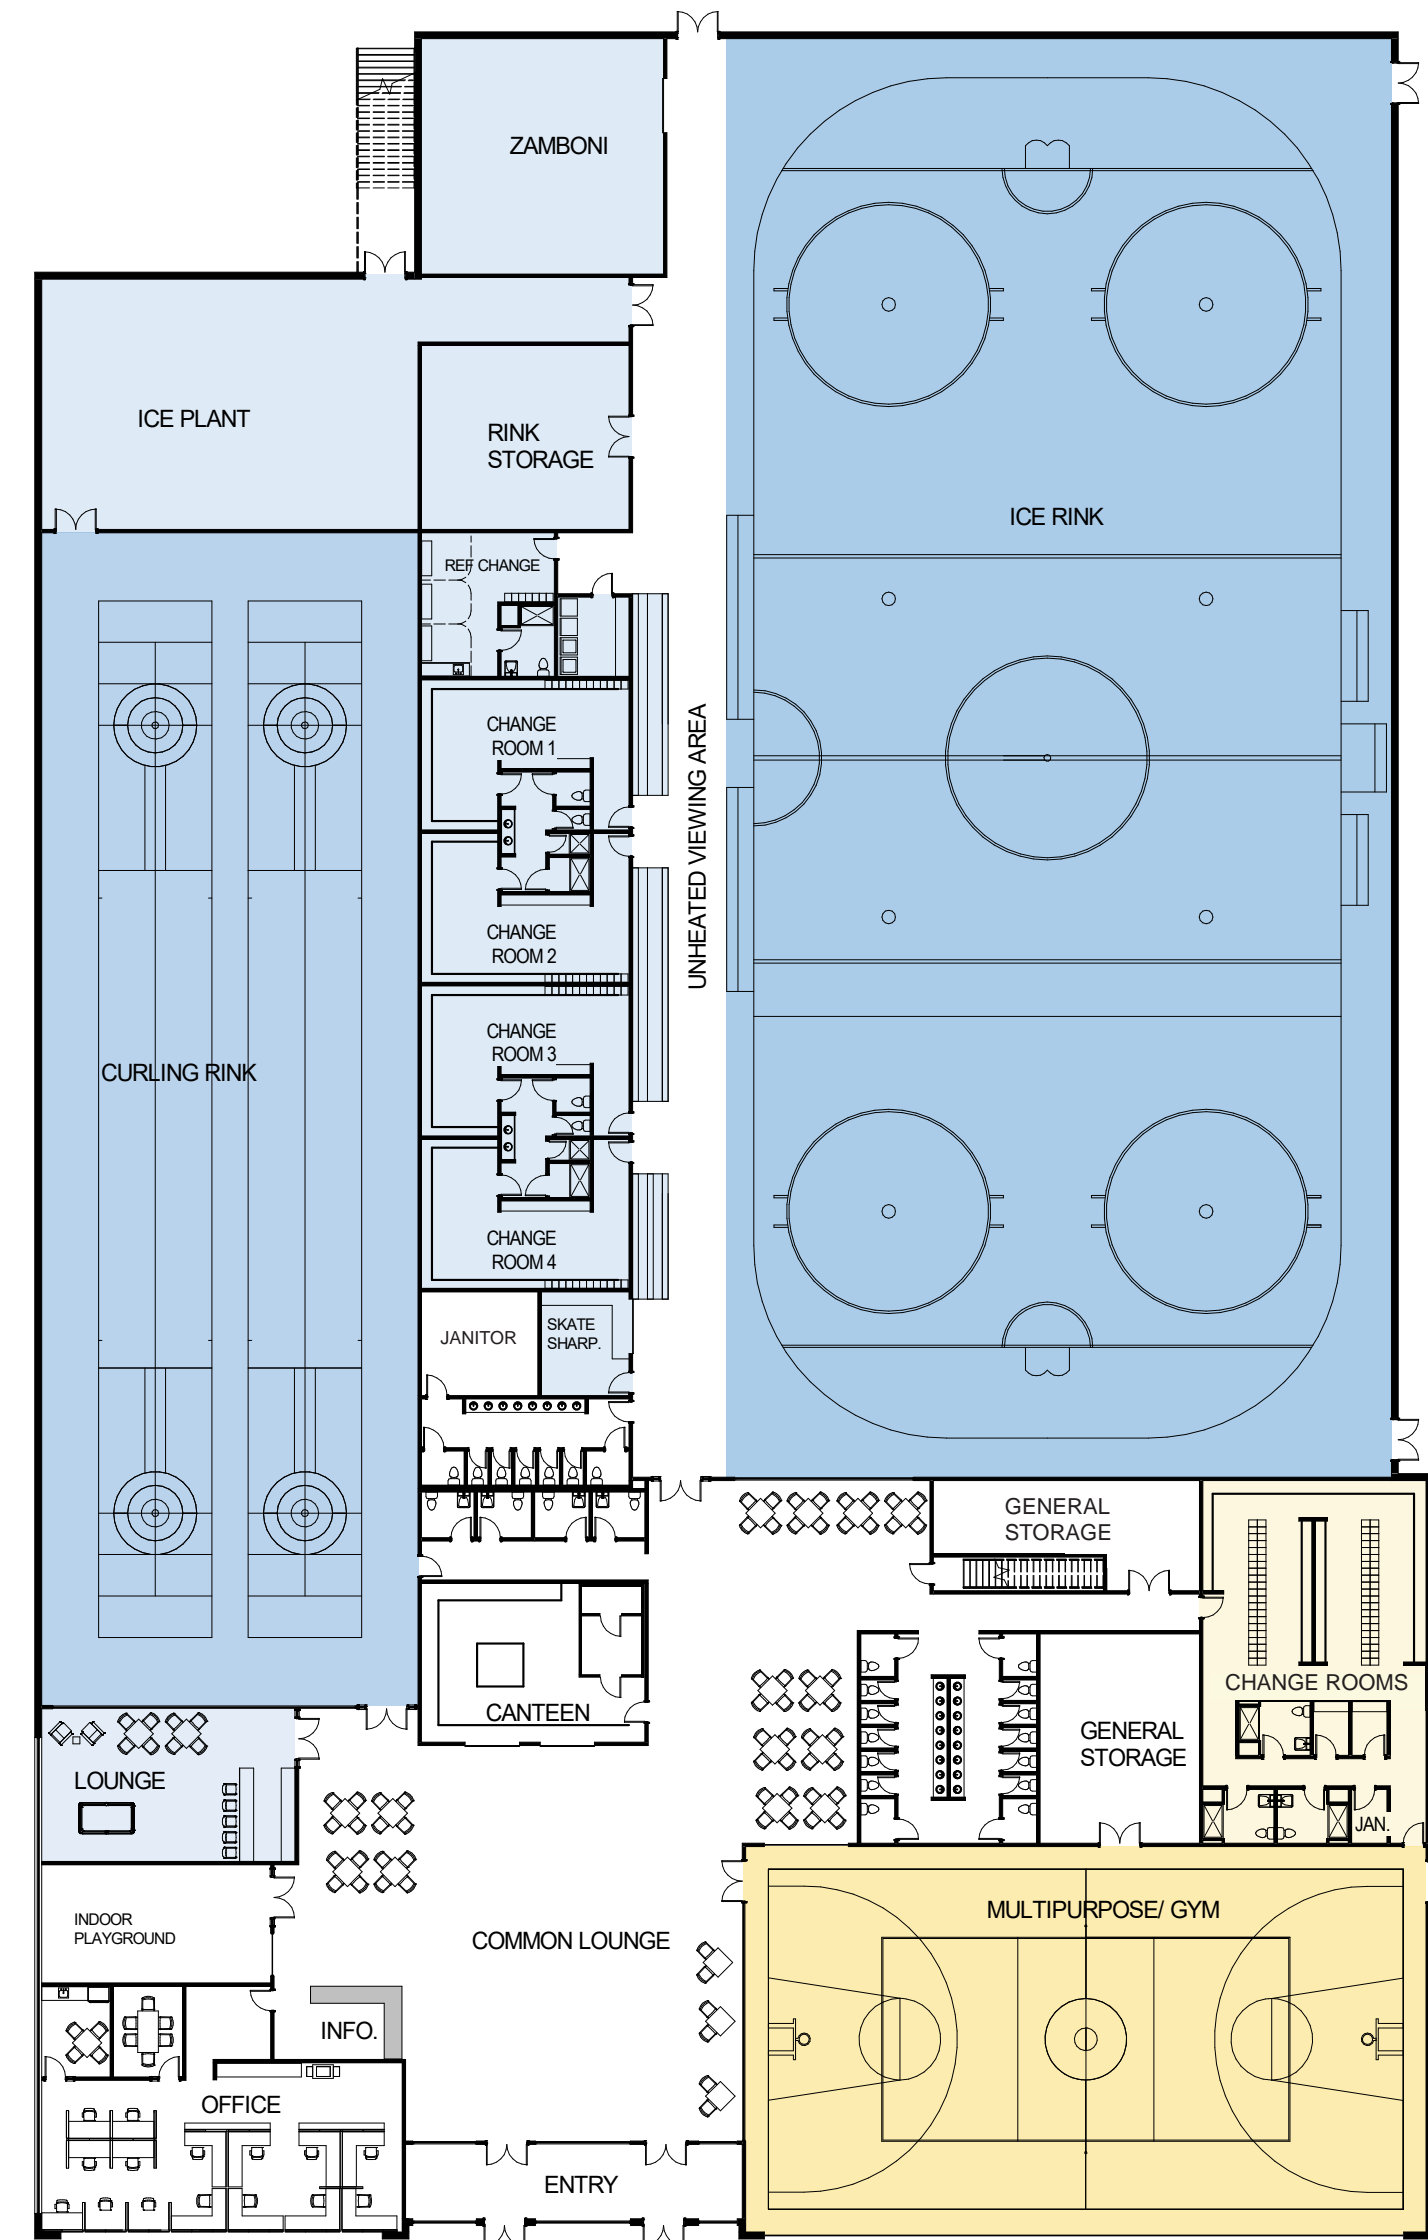 ZAMBONI
ICE PLANT
RINK
STORAGE
ICE RINK
REF CHANGE
CHANGE
ROOM 1
UNHEATED VIEWING AREA
CHANGE
ROOM 2
CHANGE
ROOM 3
CURLING RINK
CHANGE
ROOM 4
JANITOR
SKATE
SHARP.
GENERAL
STORAGE
CHANGE ROOMS
CANTEEN
GENERAL
STORAGE
LOUNGE
JAN.
MULTIPURPOSE/ GYM
INDOOR
PLAYGROUND
COMMON LOUNGE
INFO.
OFFICE
ENTRY